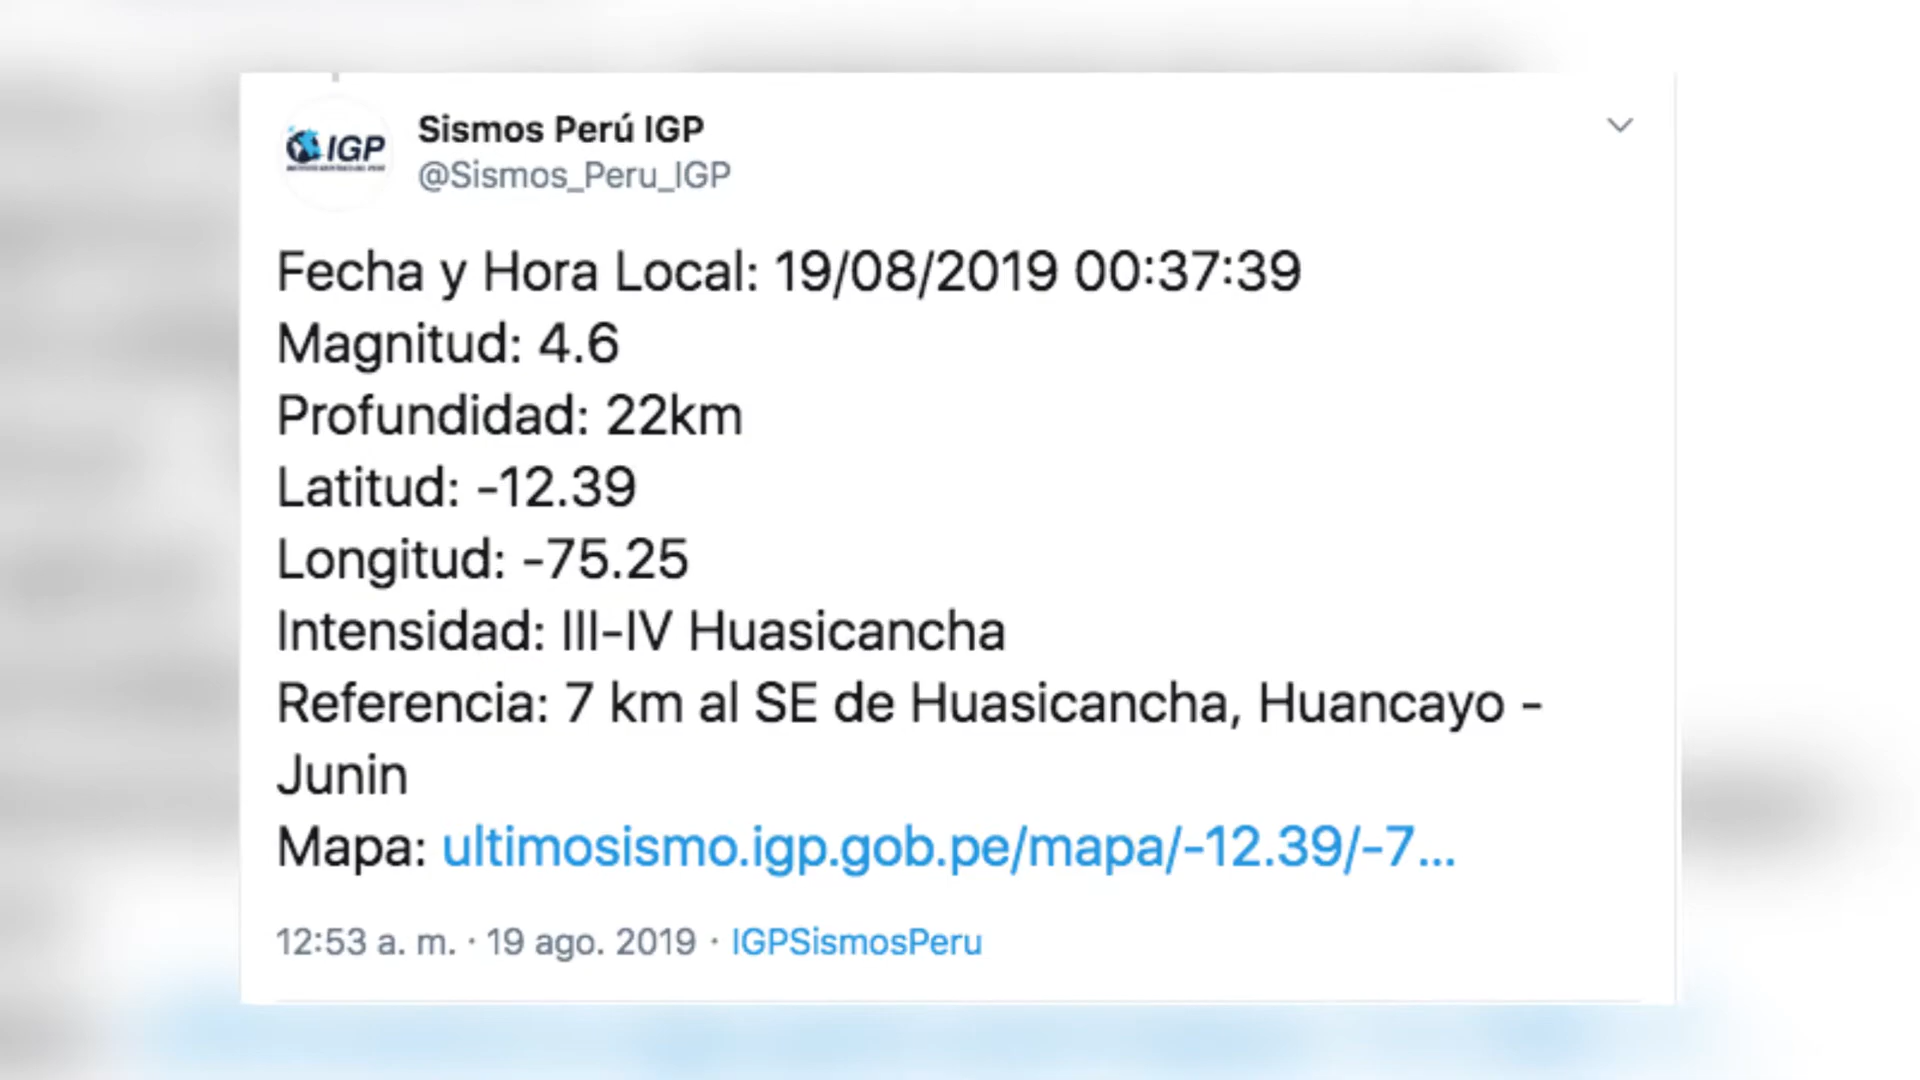 IGP
Sismos Perú IGP
@Sismos_Peru_IGP
Fecha y Hora Local: 19/08/2019 00:37:39
Magnitud: 4.6
Profundidad: 22km
Latitud: -12.39
Longitud: -75.25
Intensidad: III-IV Huasicancha
Referencia: 7 km al SE de Huasicancha, Huancayo -
Junin
Mapa: ultimosismo.igp.gob.pe/mapa/-12.39/-7...
12:53 a. m. · 19 ago. 2019 · IGPSismosPeru